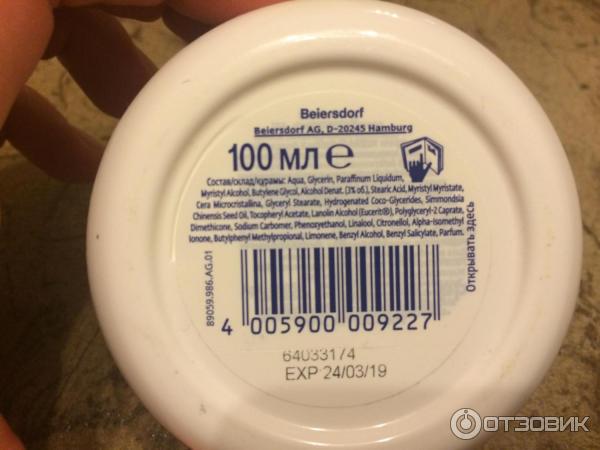 Beiersdorf
Beiersdorf AG, D-20245 Hamburg
100 МЛ e
Состав/склад/құрамы: Aqua, Glycerin, Paraffinum Liquidum,
Myristyl Alcohol, Butylene Glycol, Alcohol Denat. (3% об.), Stearic Acid, Myristyl Myristate,
Cera Microcristallina, Glyceryl Stearate, Hydrogenated Coco-Glycerides, Simmondsia
Chinensis Seed Oil, Tocopheryl Acetate, Lanolin Alcohol (Eucerit®), Polyglyceryl-2 Caprate,
Dimethicone, Sodium Carbomer, Phenoxyethanol, Linalool, Citronellol, Alpha-Isomethyl
Ionone, Butylphenyl Methylpropional, Limonene, Benzyl Alcohol, Benzyl Salicylate, Parfum.
Открывать здесь
89059.986.AG.01
4 005900 009227
64033174
EXP 24/03/19
ОТЗОВИК